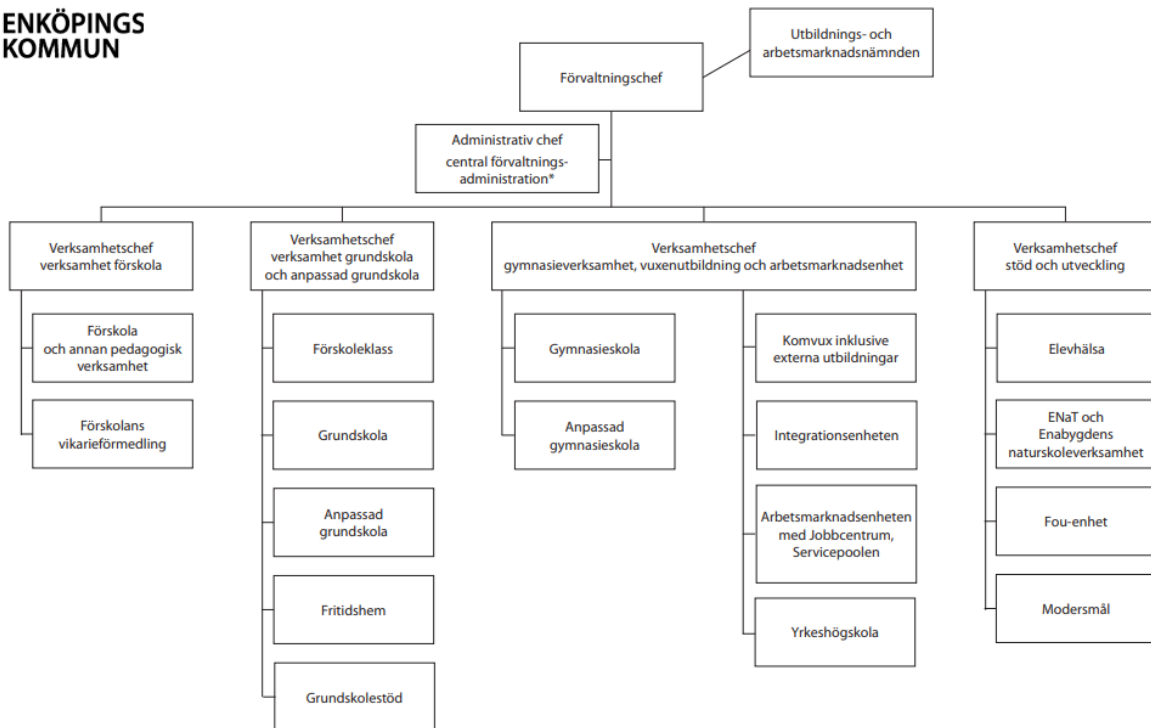 ENKÖPINGS
KOMMUN
Utbildnings- och
arbetsmarknadsnämnden
Förvaltningschef
Administrativ chef
central förvaltnings-
administration*
Verksamhetschef
verksamhet förskola
Verksamhetschef
verksamhet grundskola
och anpassad grundskola
Verksamhetschef
gymnasieverksamhet, vuxenutbildning och arbetsmarknadsenhet
Verksamhetschef
stöd och utveckling
Förskola
och annan pedagogisk
verksamhet
Förskolans
vikarieförmedling
Förskoleklass
Grundskola
Anpassad
grundskola
Fritidshem
Grundskolestöd
Gymnasieskola
Anpassad
gymnasieskola
Komvux inklusive
externa utbildningar
Integrationsenheten
Arbetsmarknadsenheten
med Jobbcentrum,
Servicepoolen
Yrkeshögskola
Elevhälsa
ENaT och
Enabygdens
naturskoleverksamhet
Fou-enhet
Modersmål